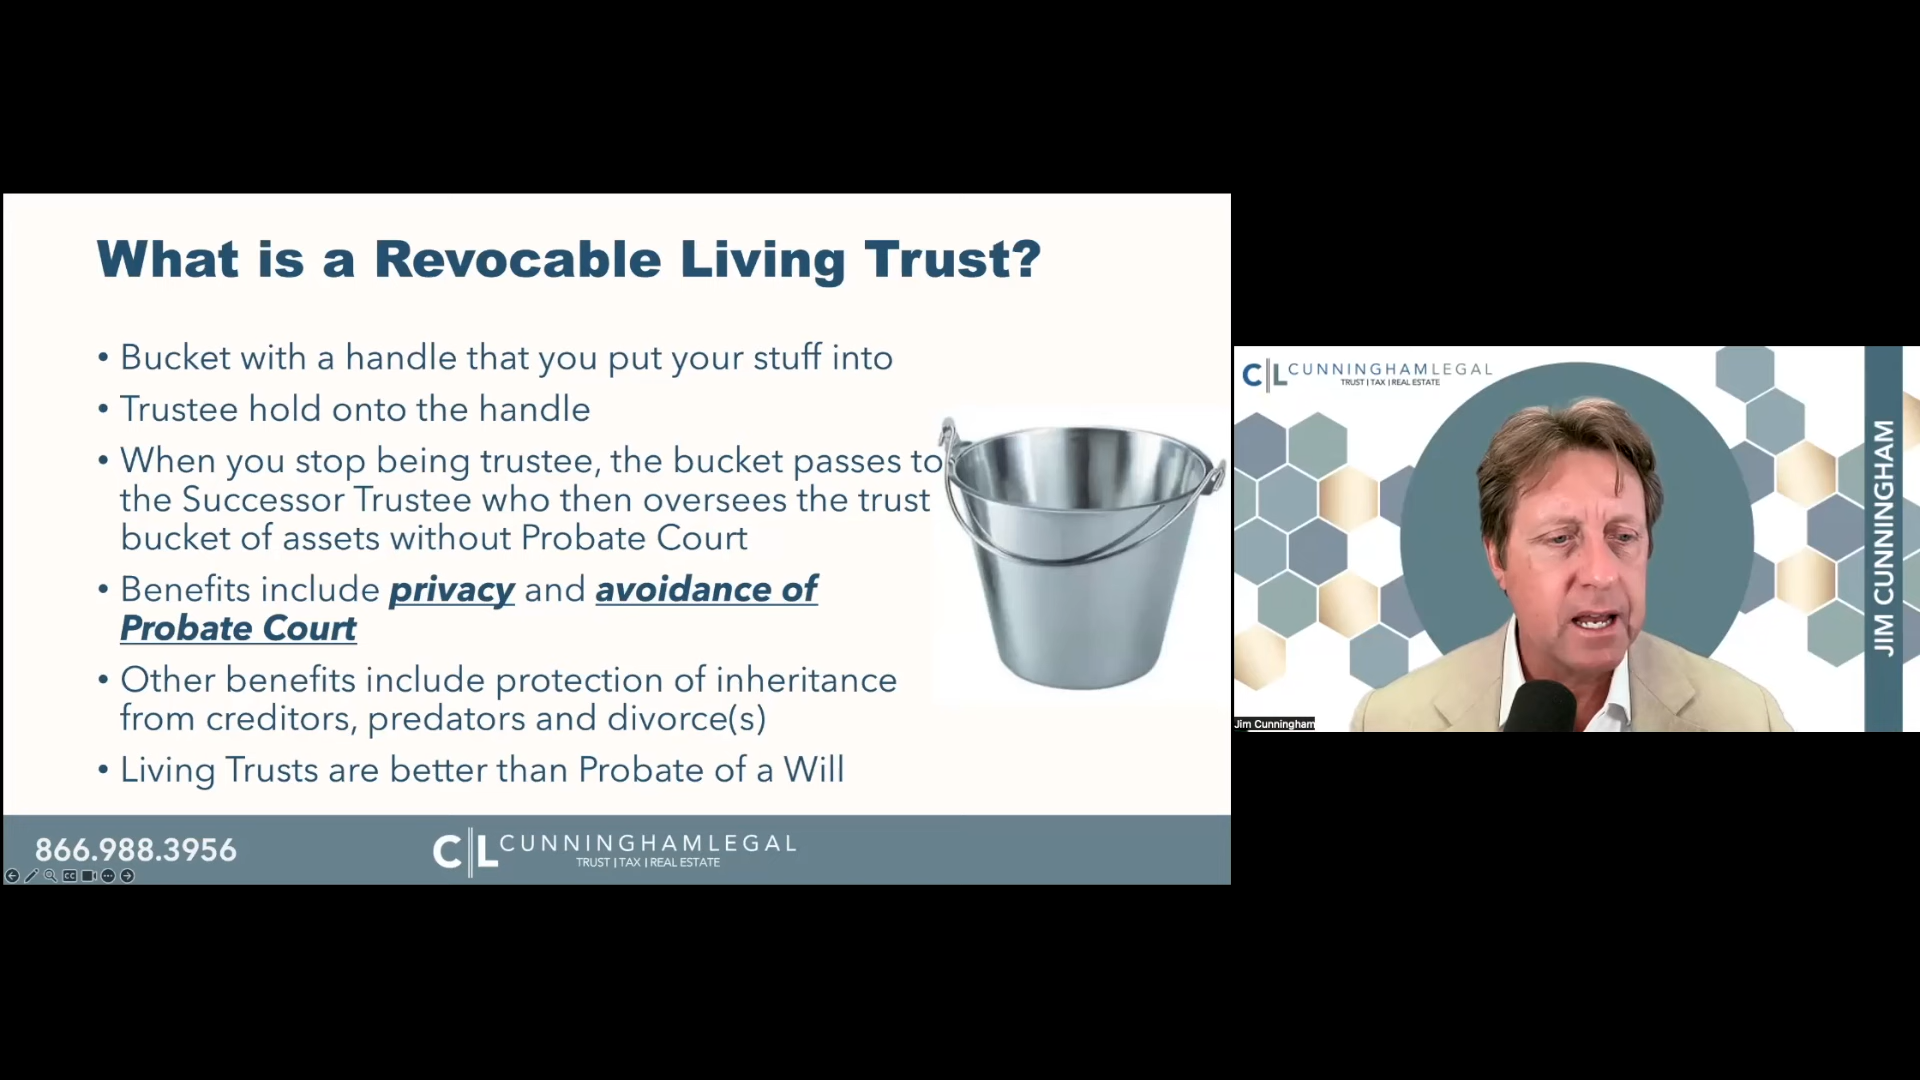 What is a Revocable Living Trust?
• Bucket with a handle that you put your stuff into
• Trustee hold onto the handle
• When you stop being trustee, the bucket passes to
the Successor Trustee who then oversees the trust
bucket of assets without Probate Court
• Benefits include privacy and avoidance of
Probate Court
• Other benefits include protection of inheritance
from creditors, predators and divorce(s)
• Living Trusts are better than Probate of a Will
866.988.3956
CL CUNNINGHAMLEGAL
TRUST | TAX | REAL ESTATE
CL CUNNINGHAMLEGAL
TRUST | TAX | REAL ESTATE
JIM CUNNINGHAM
Jim Cunningham